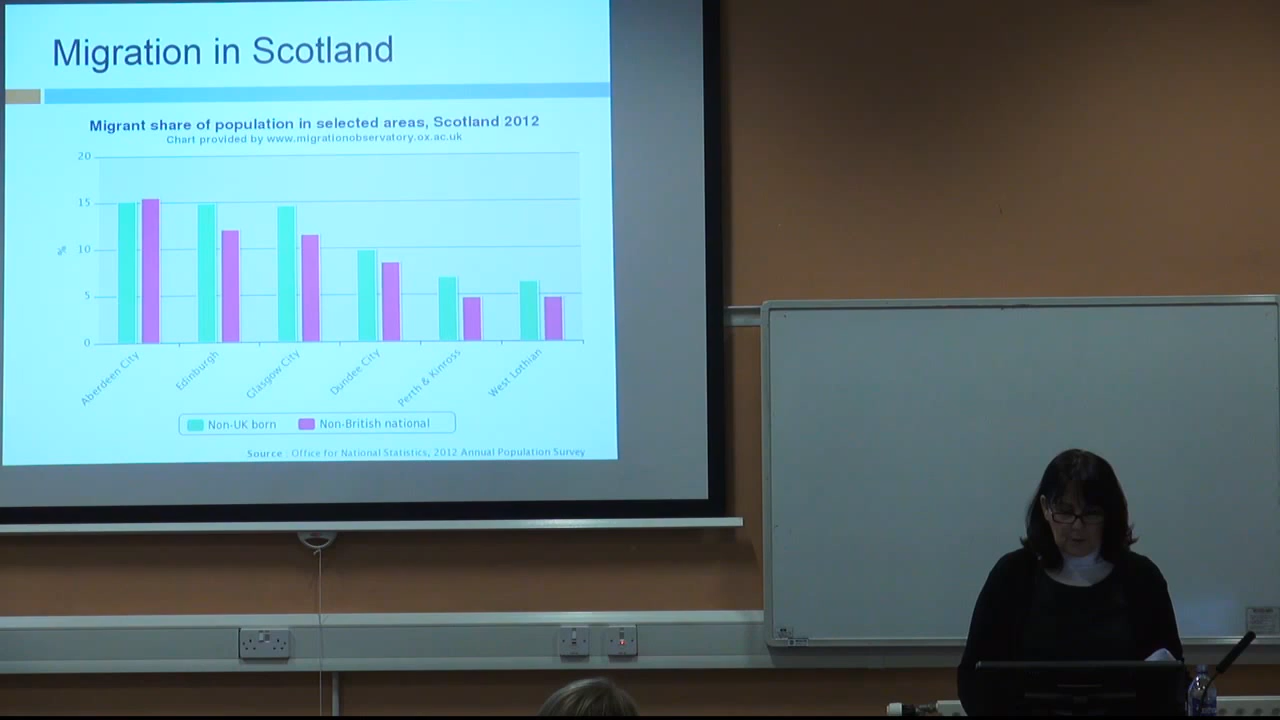 Migration in Scotland
Migrant share of population in selected areas, Scotland 2012
Chart provided by www.migrationobservatory.ox.ac.uk
20
15
%
10
5
0
Aberdeen City
Edinburgh
Glasgow City
Dundee City
Perth & Kinross
West Lothian
Non-UK born
Non-British national
Source : Office for National Statistics, 2012 Annual Population Survey